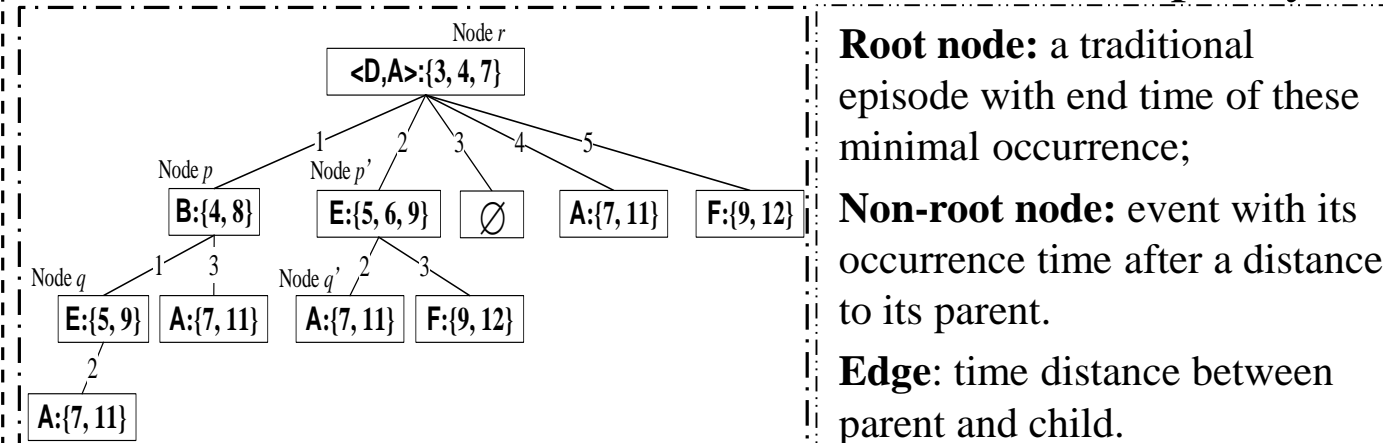 Node r
<D,A>:{3, 4, 7}
1 2 3 4 5
Node p Node p’
B:{4, 8} E:{5, 6, 9} ∅ A:{7, 11} F:{9, 12}
1 3 2 3
Node q Node q’
E:{5, 9} A:{7, 11} A:{7, 11} F:{9, 12}
2
A:{7, 11}
Root node: a traditional
episode with end time of these
minimal occurrence;
Non-root node: event with its
occurrence time after a distance
to its parent.
Edge: time distance between
parent and child.